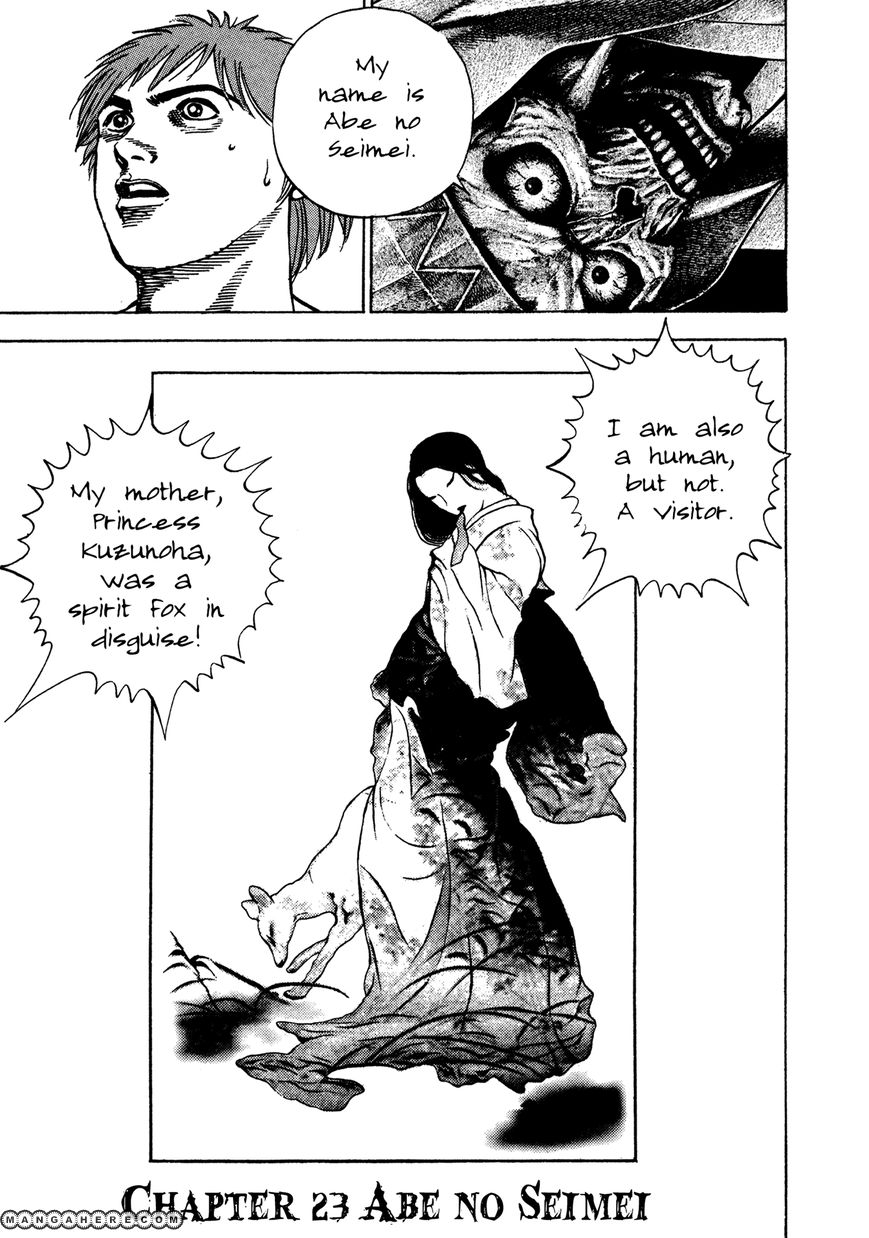 My
name is
Abe no
Seimei.
I am also
a human,
but not.
A visitor.
My mother,
Princess
Kuzunoha,
was a
spirit fox in
disguise!
Chapter 23 Abe no Seimei
MANGAHERE.COM